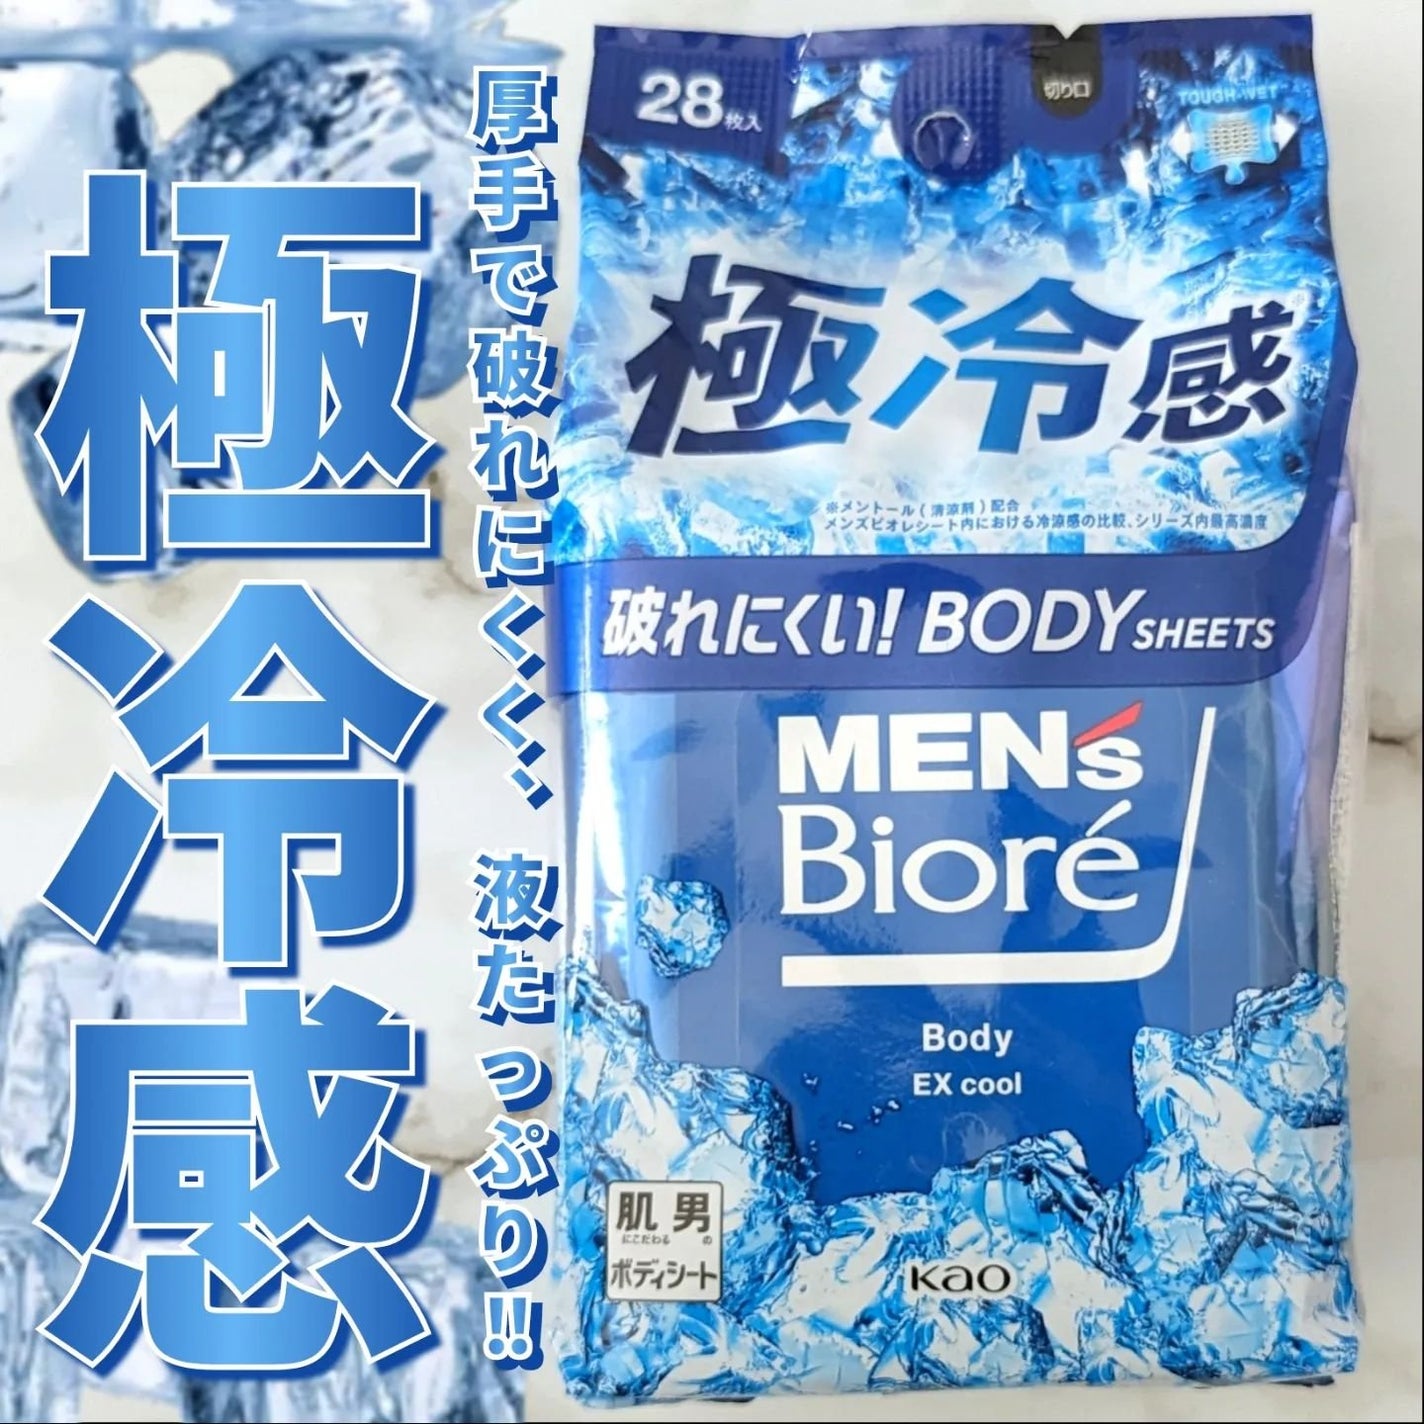 極冷感
厚手で破れにくく、液たっぷり!!
28枚入
切り口
TOUGH-WET
極冷感
※メントール(清涼剤)配合
メンズビオレシート内における冷涼感の比較、シリーズ内最高濃度
破れにくい! BODY SHEETS
MEN's
Bioré
Body
EX cool
肌にこだわる男の
ボディシート
Kao